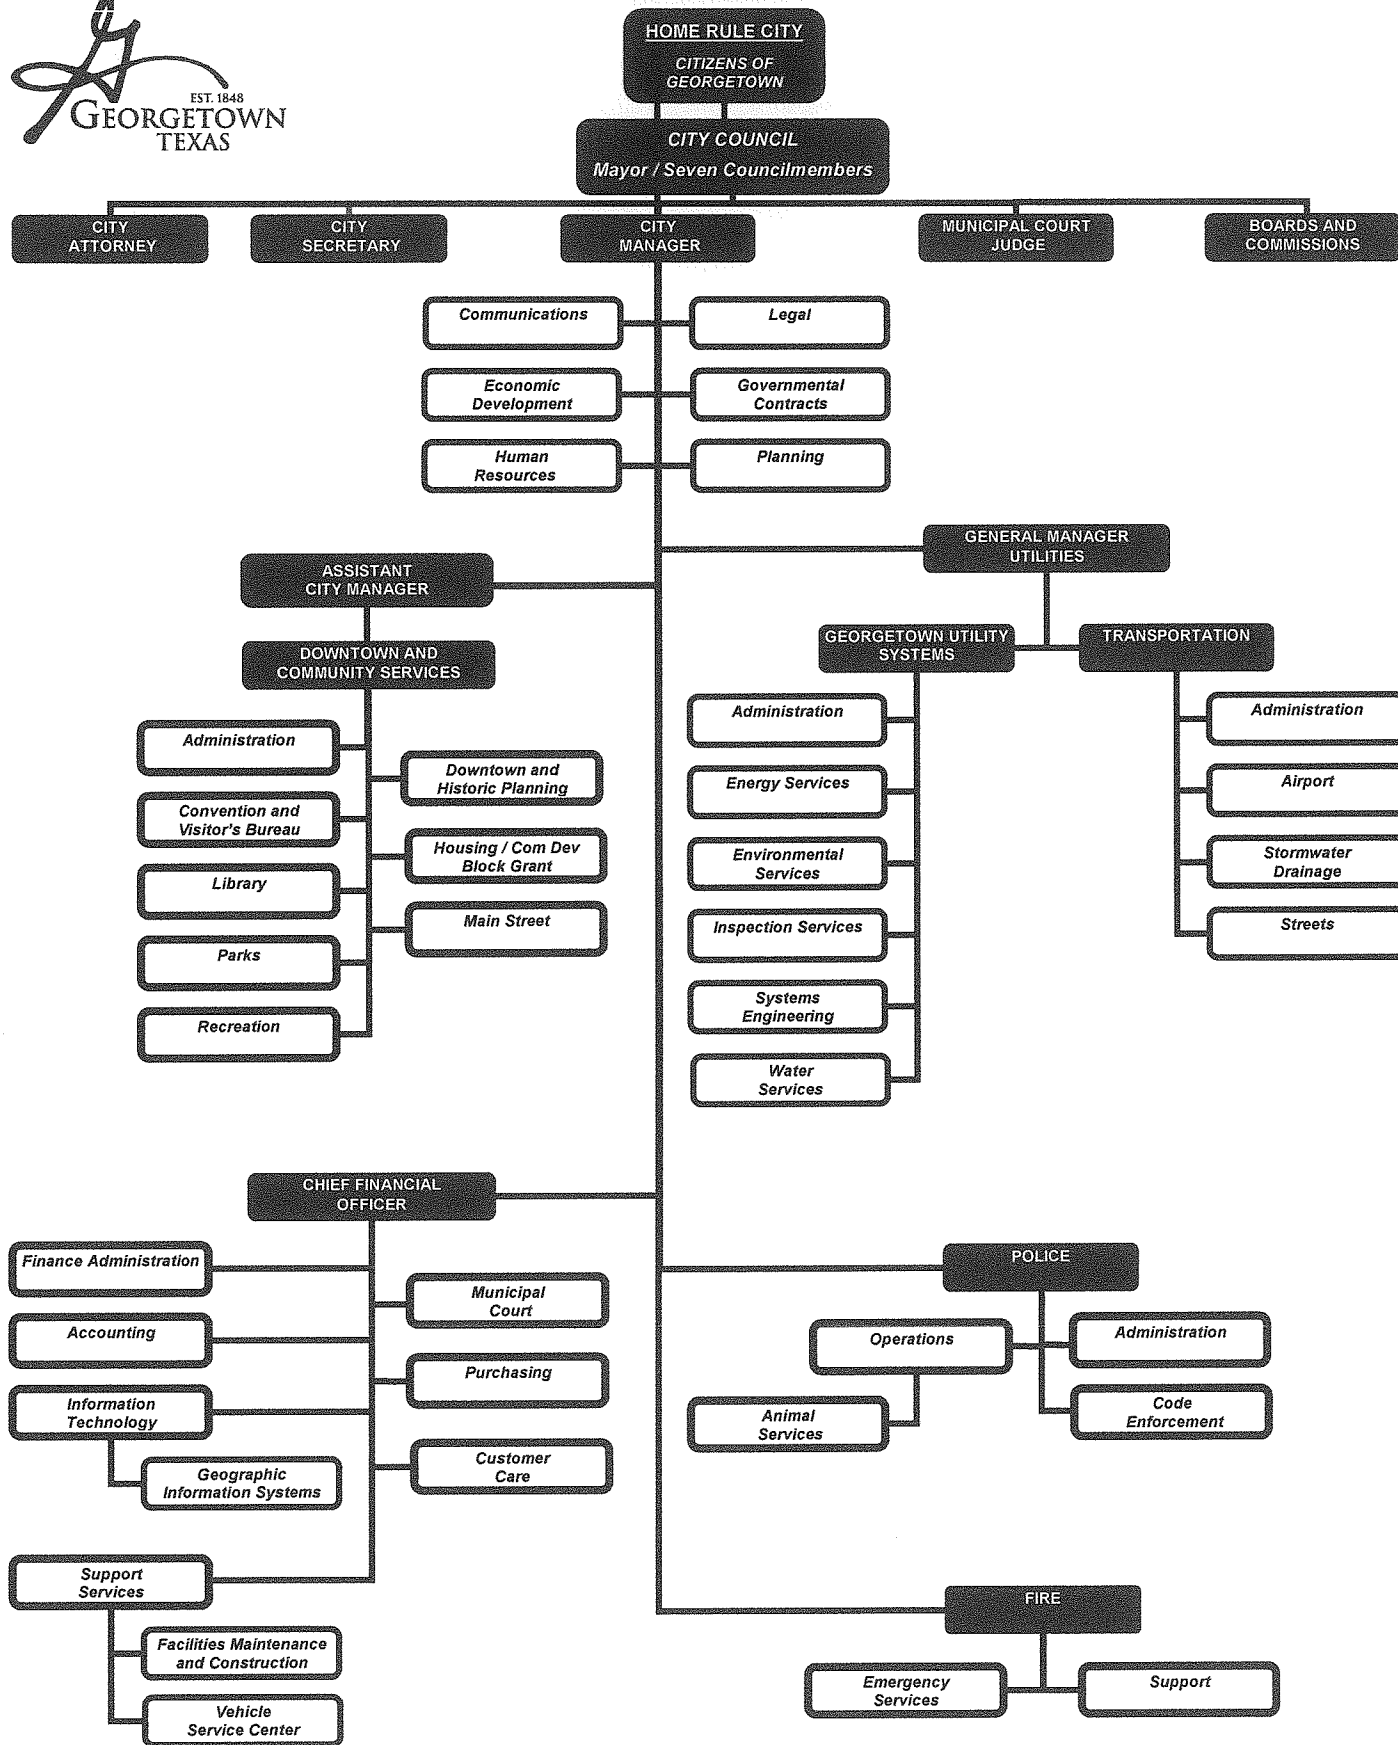 EST. 1848
GEORGETOWN
TEXAS
HOME RULE CITY
CITIZENS OF
GEORGETOWN
CITY COUNCIL
Mayor / Seven Councilmembers
CITY
ATTORNEY
CITY
SECRETARY
CITY
MANAGER
MUNICIPAL COURT
JUDGE
BOARDS AND
COMMISSIONS
Communications
Legal
Economic
Development
Governmental
Contracts
Human
Resources
Planning
GENERAL MANAGER
UTILITIES
ASSISTANT
CITY MANAGER
DOWNTOWN AND
COMMUNITY SERVICES
GEORGETOWN UTILITY
SYSTEMS
TRANSPORTATION
Administration
Convention and
Visitor's Bureau
Library
Parks
Recreation
Downtown and
Historic Planning
Housing / Com Dev
Block Grant
Main Street
Administration
Energy Services
Environmental
Services
Inspection Services
Systems
Engineering
Water
Services
Administration
Airport
Stormwater
Drainage
Streets
CHIEF FINANCIAL
OFFICER
Finance Administration
Accounting
Information
Technology
Geographic
Information Systems
Support
Services
Facilities Maintenance
and Construction
Vehicle
Service Center
Municipal
Court
Purchasing
Customer
Care
POLICE
Operations
Administration
Animal
Services
Code
Enforcement
FIRE
Emergency
Services
Support